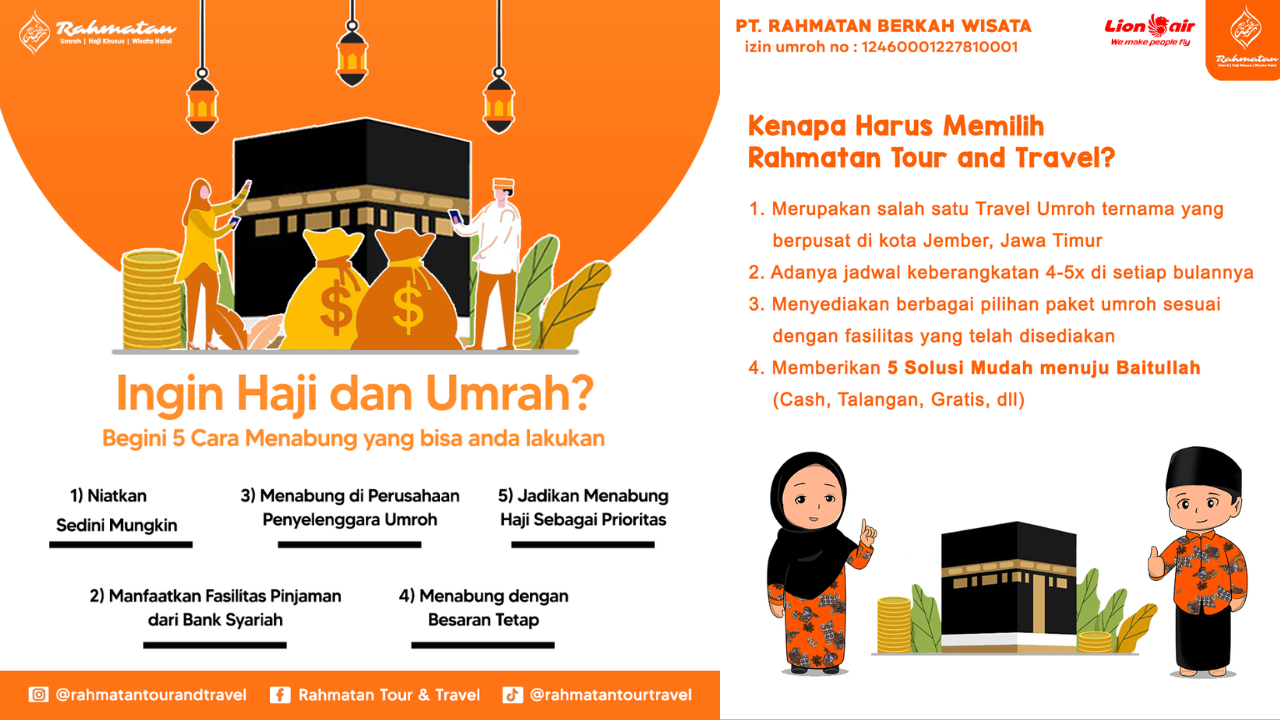 Rahmatan
Umroh | Haji Khusus | Wisata Halal
Ingin Haji dan Umrah?
Begini 5 Cara Menabung yang bisa anda lakukan
1) Niatkan
Sedini Mungkin
3) Menabung di Perusahaan
Penyelenggara Umroh
5) Jadikan Menabung
Haji Sebagai Prioritas
2) Manfaatkan Fasilitas Pinjaman
dari Bank Syariah
4) Menabung dengan
Besaran Tetap
@rahmatantourandtravel
Rahmatan Tour & Travel
@rahmatantourtravel
PT. RAHMATAN BERKAH WISATA
izin umroh no : 12460001227810001
Lion air
We make people fly
Rahmatan
Umroh | Haji Khusus | Wisata Halal
Kenapa Harus Memilih
Rahmatan Tour and Travel?
1. Merupakan salah satu Travel Umroh ternama yang
berpusat di kota Jember, Jawa Timur
2. Adanya jadwal keberangkatan 4-5x di setiap bulannya
3. Menyediakan berbagai pilihan paket umroh sesuai
dengan fasilitas yang telah disediakan
4. Memberikan 5 Solusi Mudah menuju Baitullah
(Cash, Talangan, Gratis, dll)